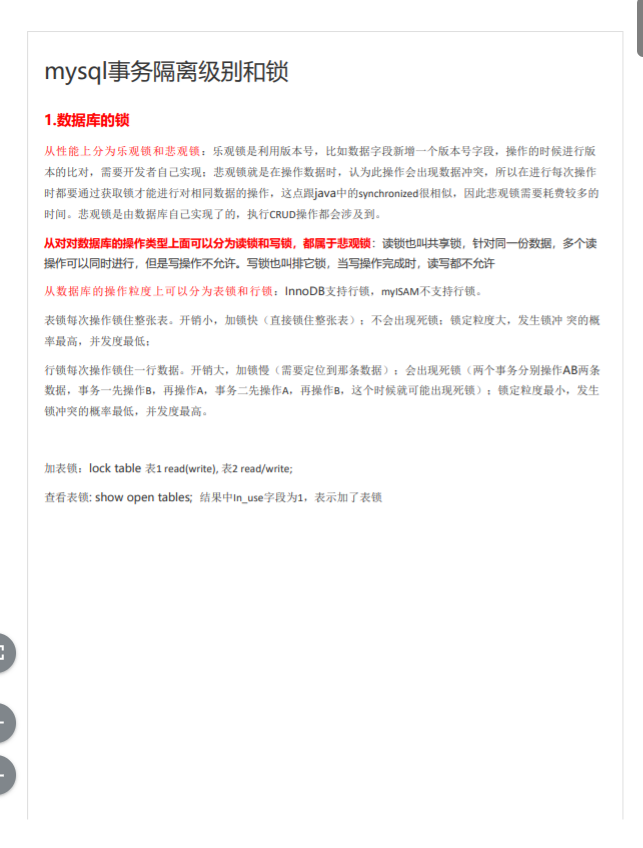 mysql事务隔离级别和锁
1.数据库的锁
从性能上分为乐观锁和悲观锁：乐观锁是利用版本号，比如数据字段新增一个版本号字段，操作的时候进行版
本的比对，需要开发者自己实现；悲观锁就是在操作数据时，认为此操作会出现数据冲突，所以在进行每次操作
时都要通过获取锁才能进行对相同数据的操作，这点跟java中的synchronized很相似，因此悲观锁需要耗费较多的
时间。悲观锁是由数据库自己实现了的，执行CRUD操作都会涉及到。
从对对数据库的操作类型上面可以分为读锁和写锁，都属于悲观锁：读锁也叫共享锁，针对同一份数据，多个读
操作可以同时进行，但是写操作不允许。写锁也叫排它锁，当写操作完成时，读写都不允许
从数据库的操作粒度上可以分为表锁和行锁：InnoDB支持行锁，myISAM不支持行锁。
表锁每次操作锁住整张表。开销小，加锁快（直接锁住整张表）；不会出现死锁；锁定粒度大，发生锁冲 突的概
率最高，并发度最低；
行锁每次操作锁住一行数据。开销大，加锁慢（需要定位到那条数据）；会出现死锁（两个事务分别操作AB两条
数据，事务一先操作B，再操作A，事务二先操作A，再操作B，这个时候就可能出现死锁）；锁定粒度最小，发生
锁冲突的概率最低，并发度最高。
加表锁：lock table 表1 read(write), 表2 read/write;
查看表锁: show open tables; 结果中In_use字段为1，表示加了表锁